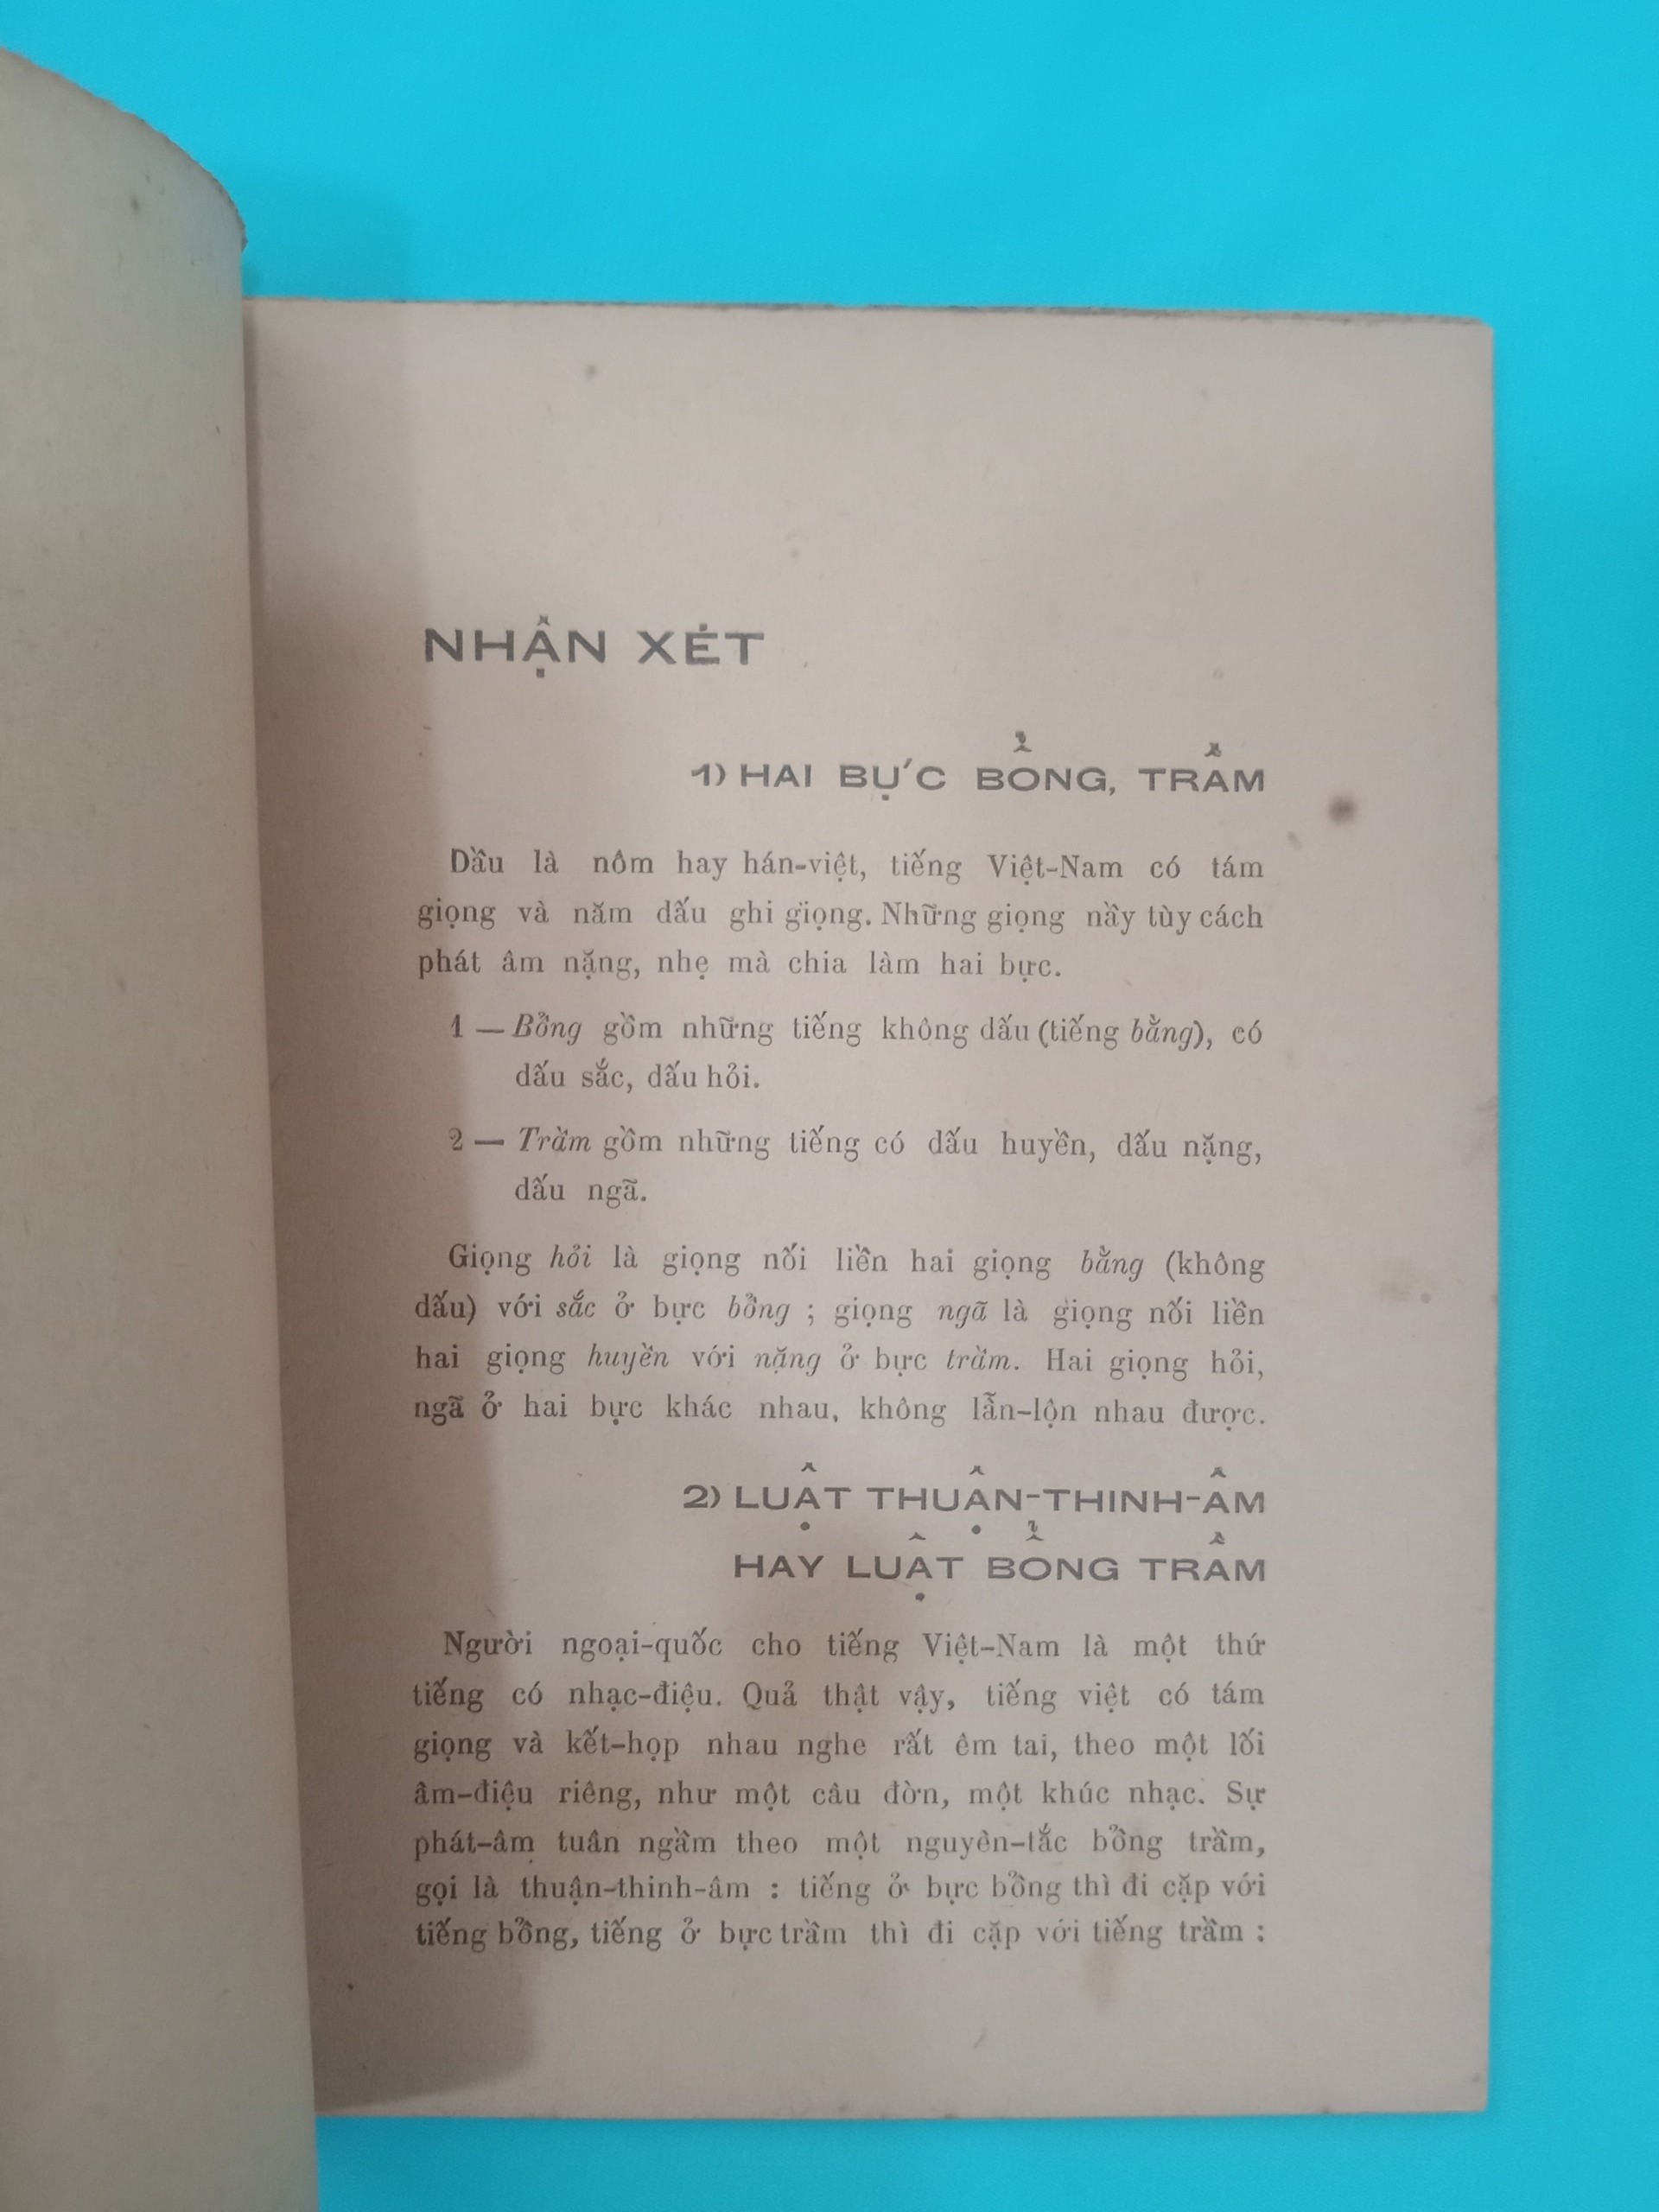 NHẬN XÉT
1) HAI BỰC BỔNG, TRẦM
Dầu là nôm hay hán-việt, tiếng Việt-Nam có tám
giọng và năm dấu ghi giọng. Những giọng nầy tùy cách
phát âm nặng, nhẹ mà chia làm hai bực.
1 — Bổng gồm những tiếng không dấu (tiếng bằng), có
dấu sắc, dấu hỏi.
2 — Trầm gồm những tiếng có dấu huyền, dấu nặng,
dấu ngã.
Giọng hỏi là giọng nối liền hai giọng bằng (không
dấu) với sắc ở bực bổng ; giọng ngã là giọng nối liền
hai giọng huyền với nặng ở bực trầm. Hai giọng hỏi,
ngã ở hai bực khác nhau, không lẫn-lộn nhau được.
2) LUẬT THUẬN-THINH-ÂM
HAY LUẬT BỔNG TRẦM
Người ngoại-quốc cho tiếng Việt-Nam là một thứ
tiếng có nhạc-điệu. Quả thật vậy, tiếng việt có tám
giọng và kết-họp nhau nghe rất êm tai, theo một lối
âm-điệu riêng, như một câu đờn, một khúc nhạc. Sự
phát-âm tuân ngầm theo một nguyên-tắc bổng trầm,
gọi là thuận-thinh-âm : tiếng ở bực bổng thì đi cặp với
tiếng bổng, tiếng ở bực trầm thì đi cặp với tiếng trầm :